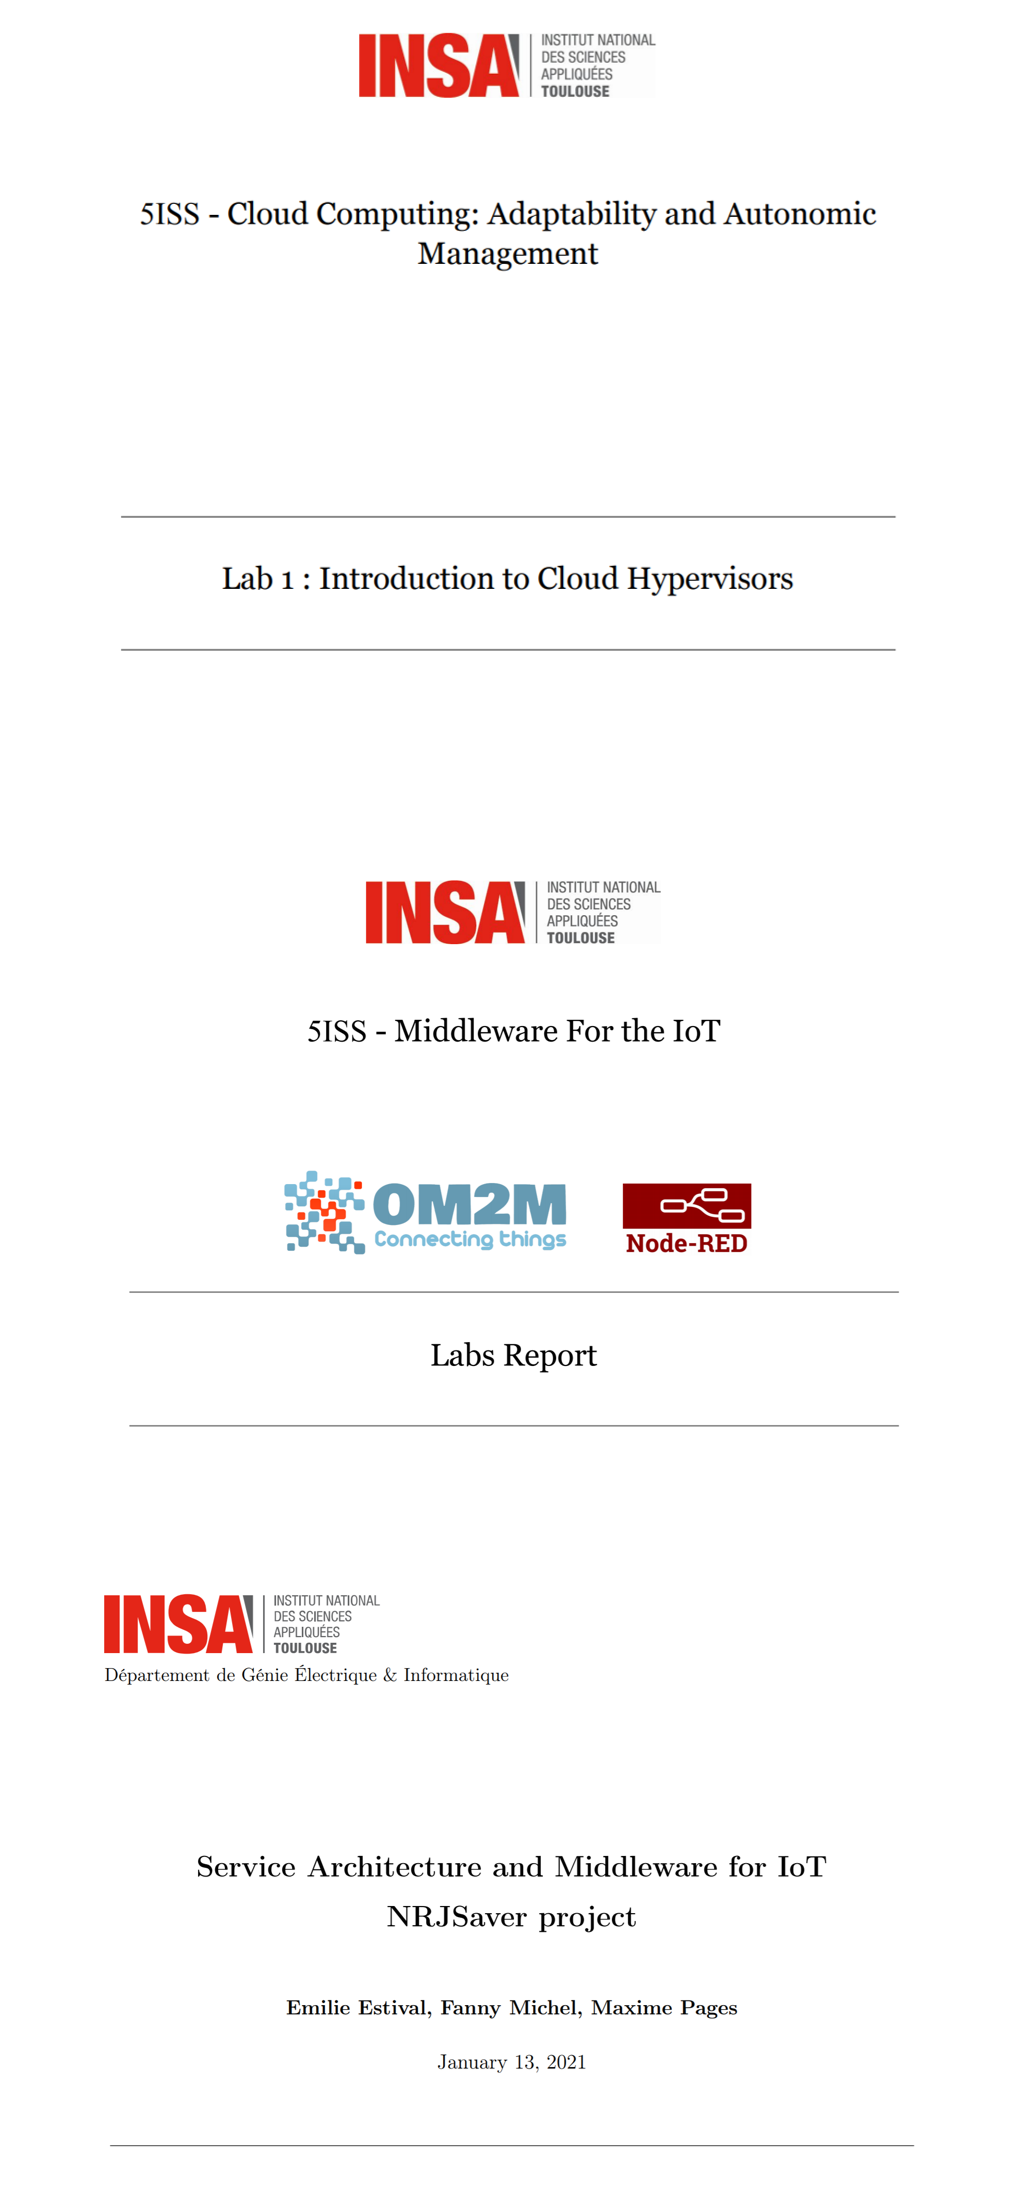 INSA
INSTITUT NATIONAL
DES SCIENCES
APPLIQUÉES
TOULOUSE
5ISS - Cloud Computing: Adaptability and Autonomic
Management
Lab 1 : Introduction to Cloud Hypervisors
INSA
INSTITUT NATIONAL
DES SCIENCES
APPLIQUÉES
TOULOUSE
5ISS - Middleware For the IoT
OM2M
Connecting things
Node-RED
Labs Report
INSA
INSTITUT NATIONAL
DES SCIENCES
APPLIQUÉES
TOULOUSE
Département de Génie Électrique & Informatique
Service Architecture and Middleware for IoT
NRJSaver project
Emilie Estival, Fanny Michel, Maxime Pages
January 13, 2021